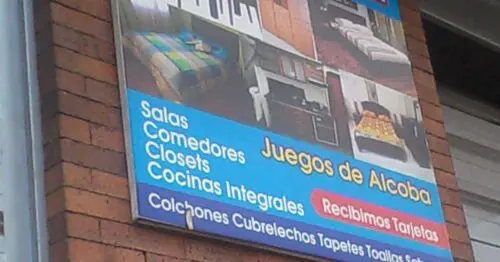 Salas
Comedores
Closets
Cocinas Integrales
Juegos de Alcoba
Recibimos Tarjetas
Colchones Cubrelechos Tapetes Toallas